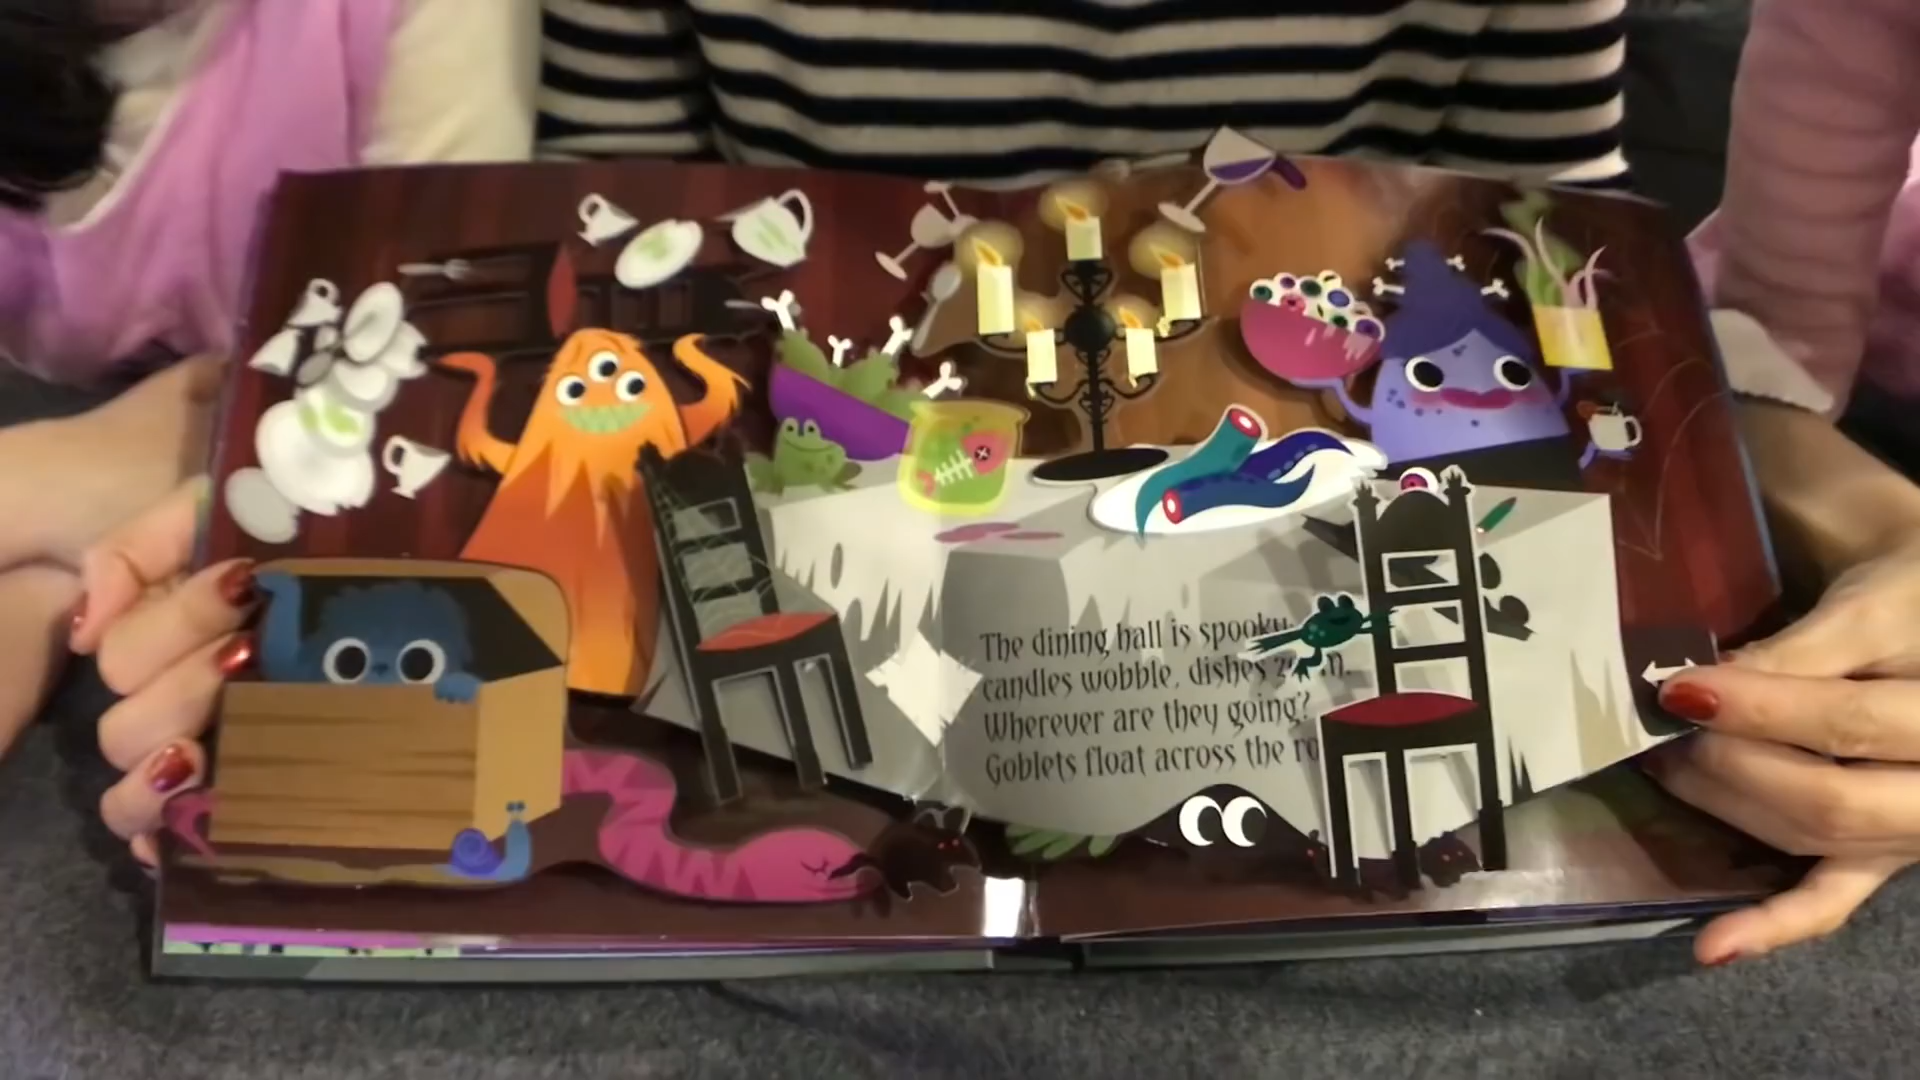 The dining hall is spooky
candles wobble, dishes
Wherever are they going?
Goblets float across the